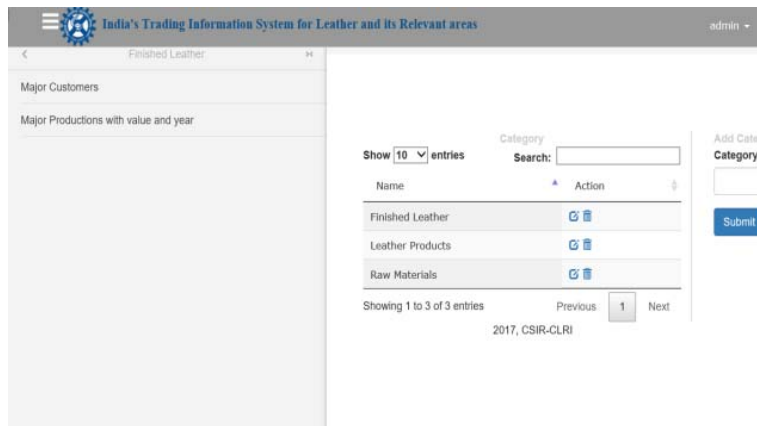 India's Trading Information System for Leather and its Relevant areas
admin
Finished Leather
Major Customers
Major Productions with value and year
Category
Show 10 entries
Search:
Name Action
Finished Leather
Leather Products
Raw Materials
Showing 1 to 3 of 3 entries
Previous 1 Next
2017, CSIR-CLRI
Add Cate
Category
Submit